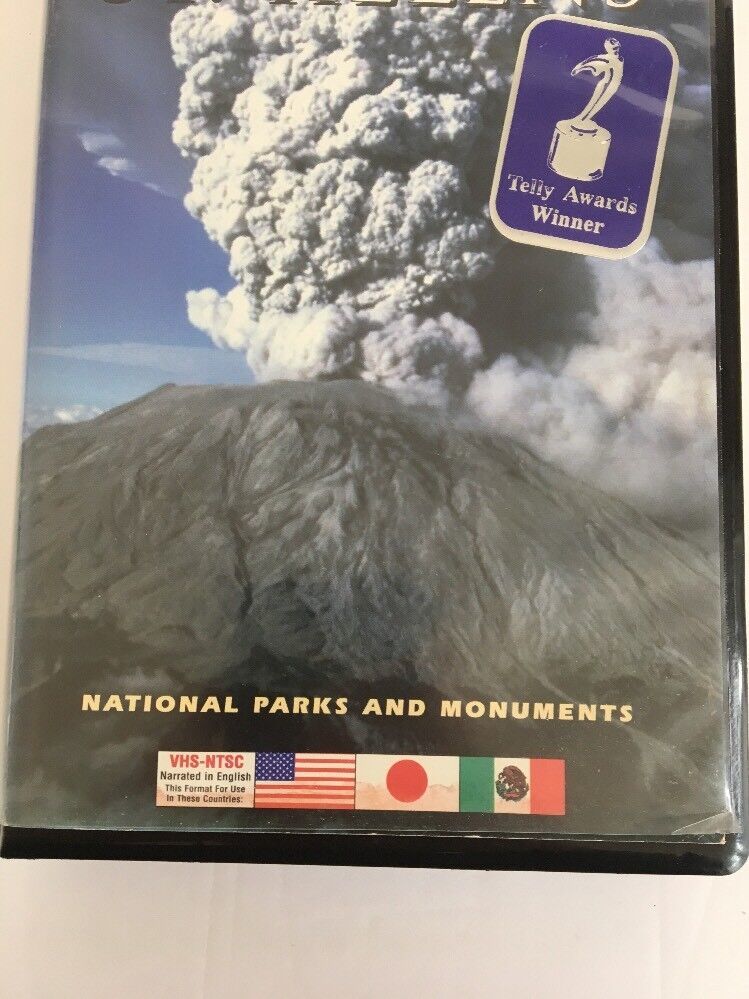 Telly Awards
Winner
NATIONAL PARKS AND MONUMENTS
VHS-NTSC
Narrated in English
This Format For Use
In These Countries: